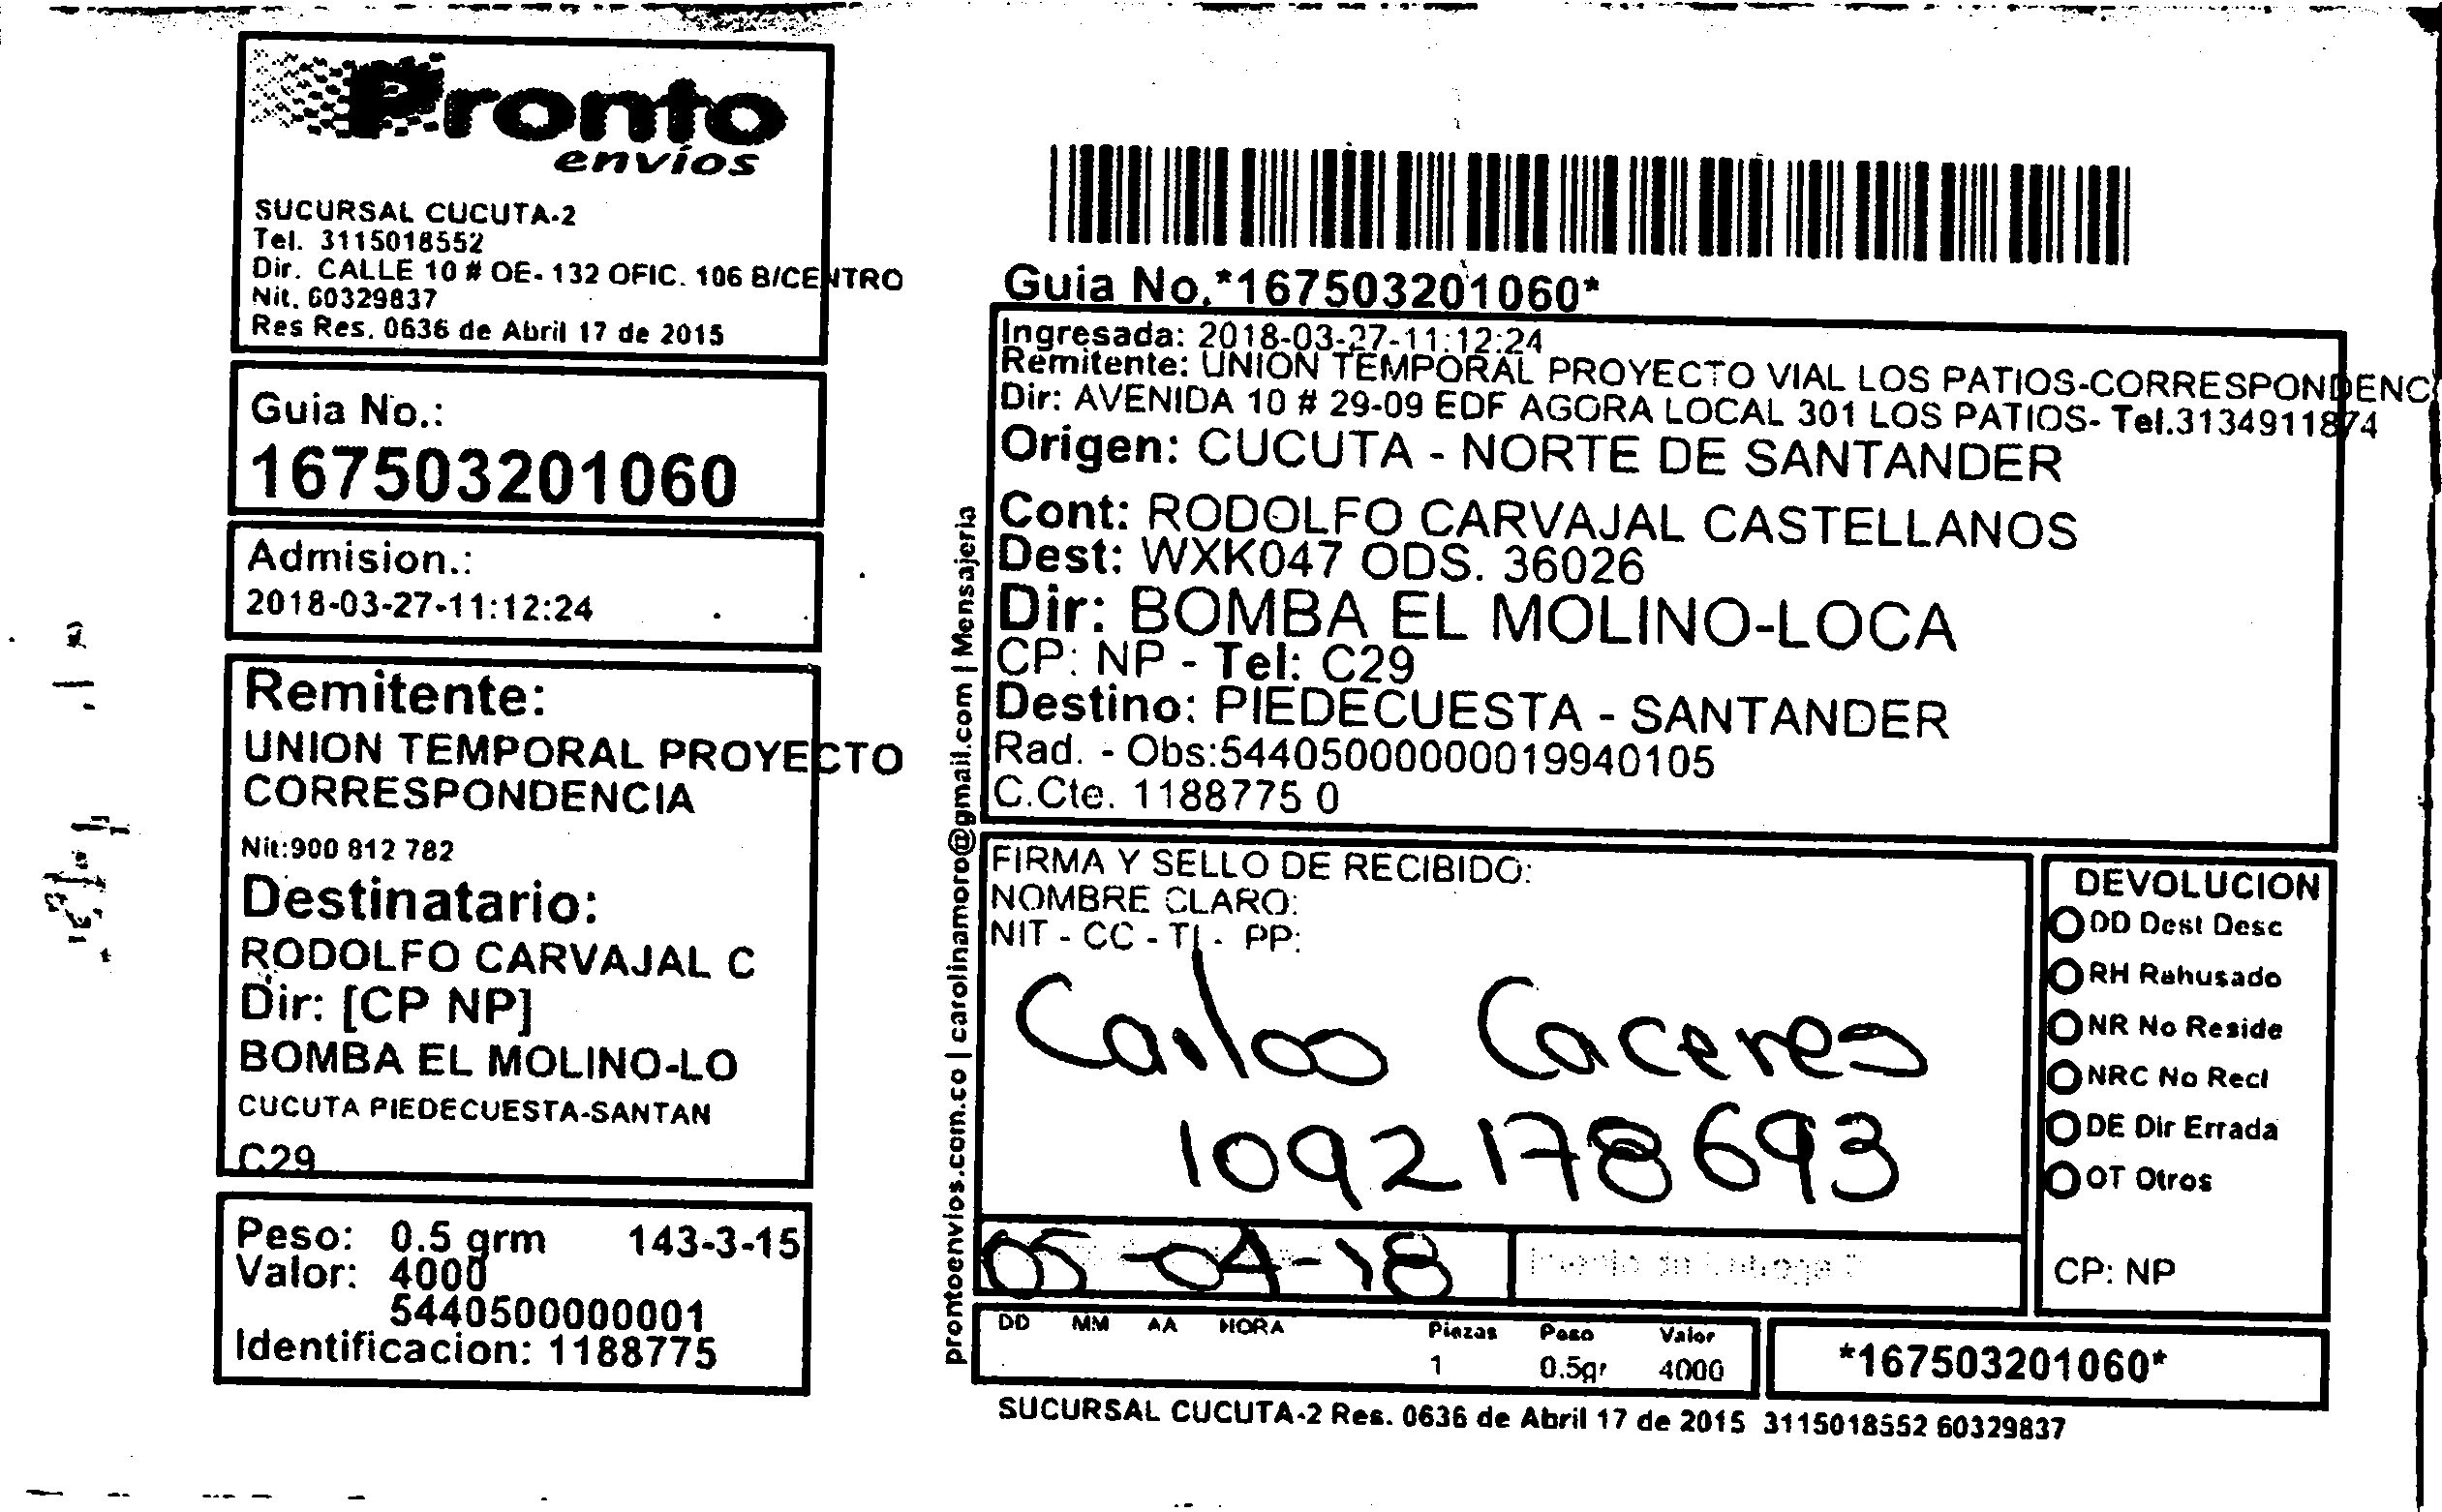 Pronto
envíos
SUCURSAL CUCUTA-2
Tel. 3115018552
Dir. CALLE 10 # OE- 132 OFIC. 106 B/CENTRO
Nit. 60329837
Res Res. 0636 de Abril 17 de 2015
Guia No.:
167503201060
Admision.:
2018-03-27-11:12:24
Remitente:
UNION TEMPORAL PROYECTO
CORRESPONDENCIA
Nit:900 812 782
Destinatario:
RODOLFO CARVAJAL C
Dir: [CP NP]
BOMBA EL MOLINO-LO
CUCUTA PIEDECUESTA-SANTAN
C29
Peso: 0.5 grm 143-3-15
Valor: 4000
5440500000001
Identificacion: 1188775
prontoenvios.com.co | carolinamoro@gmail.com | Mensajeria
Guia No.*167503201060*
Ingresada: 2018-03-27-11:12:24
Remitente: UNION TEMPORAL PROYECTO VIAL LOS PATIOS-CORRESPONDENC
Dir: AVENIDA 10 # 29-09 EDF AGORA LOCAL 301 LOS PATIOS- Tel.3134911874
Origen: CUCUTA - NORTE DE SANTANDER
Cont: RODOLFO CARVAJAL CASTELLANOS
Dest: WXK047 ODS. 36026
Dir: BOMBA EL MOLINO-LOCA
CP: NP - Tel: C29
Destino: PIEDECUESTA - SANTANDER
Rad. - Obs:544050000000019940105
C.Cte. 1188775 0
FIRMA Y SELLO DE RECIBIDO:
NOMBRE CLARO:
NIT - CC - TI - PP:
Carlos Caceres
1092178693
05-04-18
DD MM AA HORA
Piezas Peso Valor
1 0.5gr 4000
DEVOLUCION
DD Dest Desc
RH Rehusado
NR No Reside
NRC No Recl
DE Dir Errada
OT Otros
CP: NP
*167503201060*
SUCURSAL CUCUTA-2 Res. 0636 de Abril 17 de 2015 3115018552 60329837